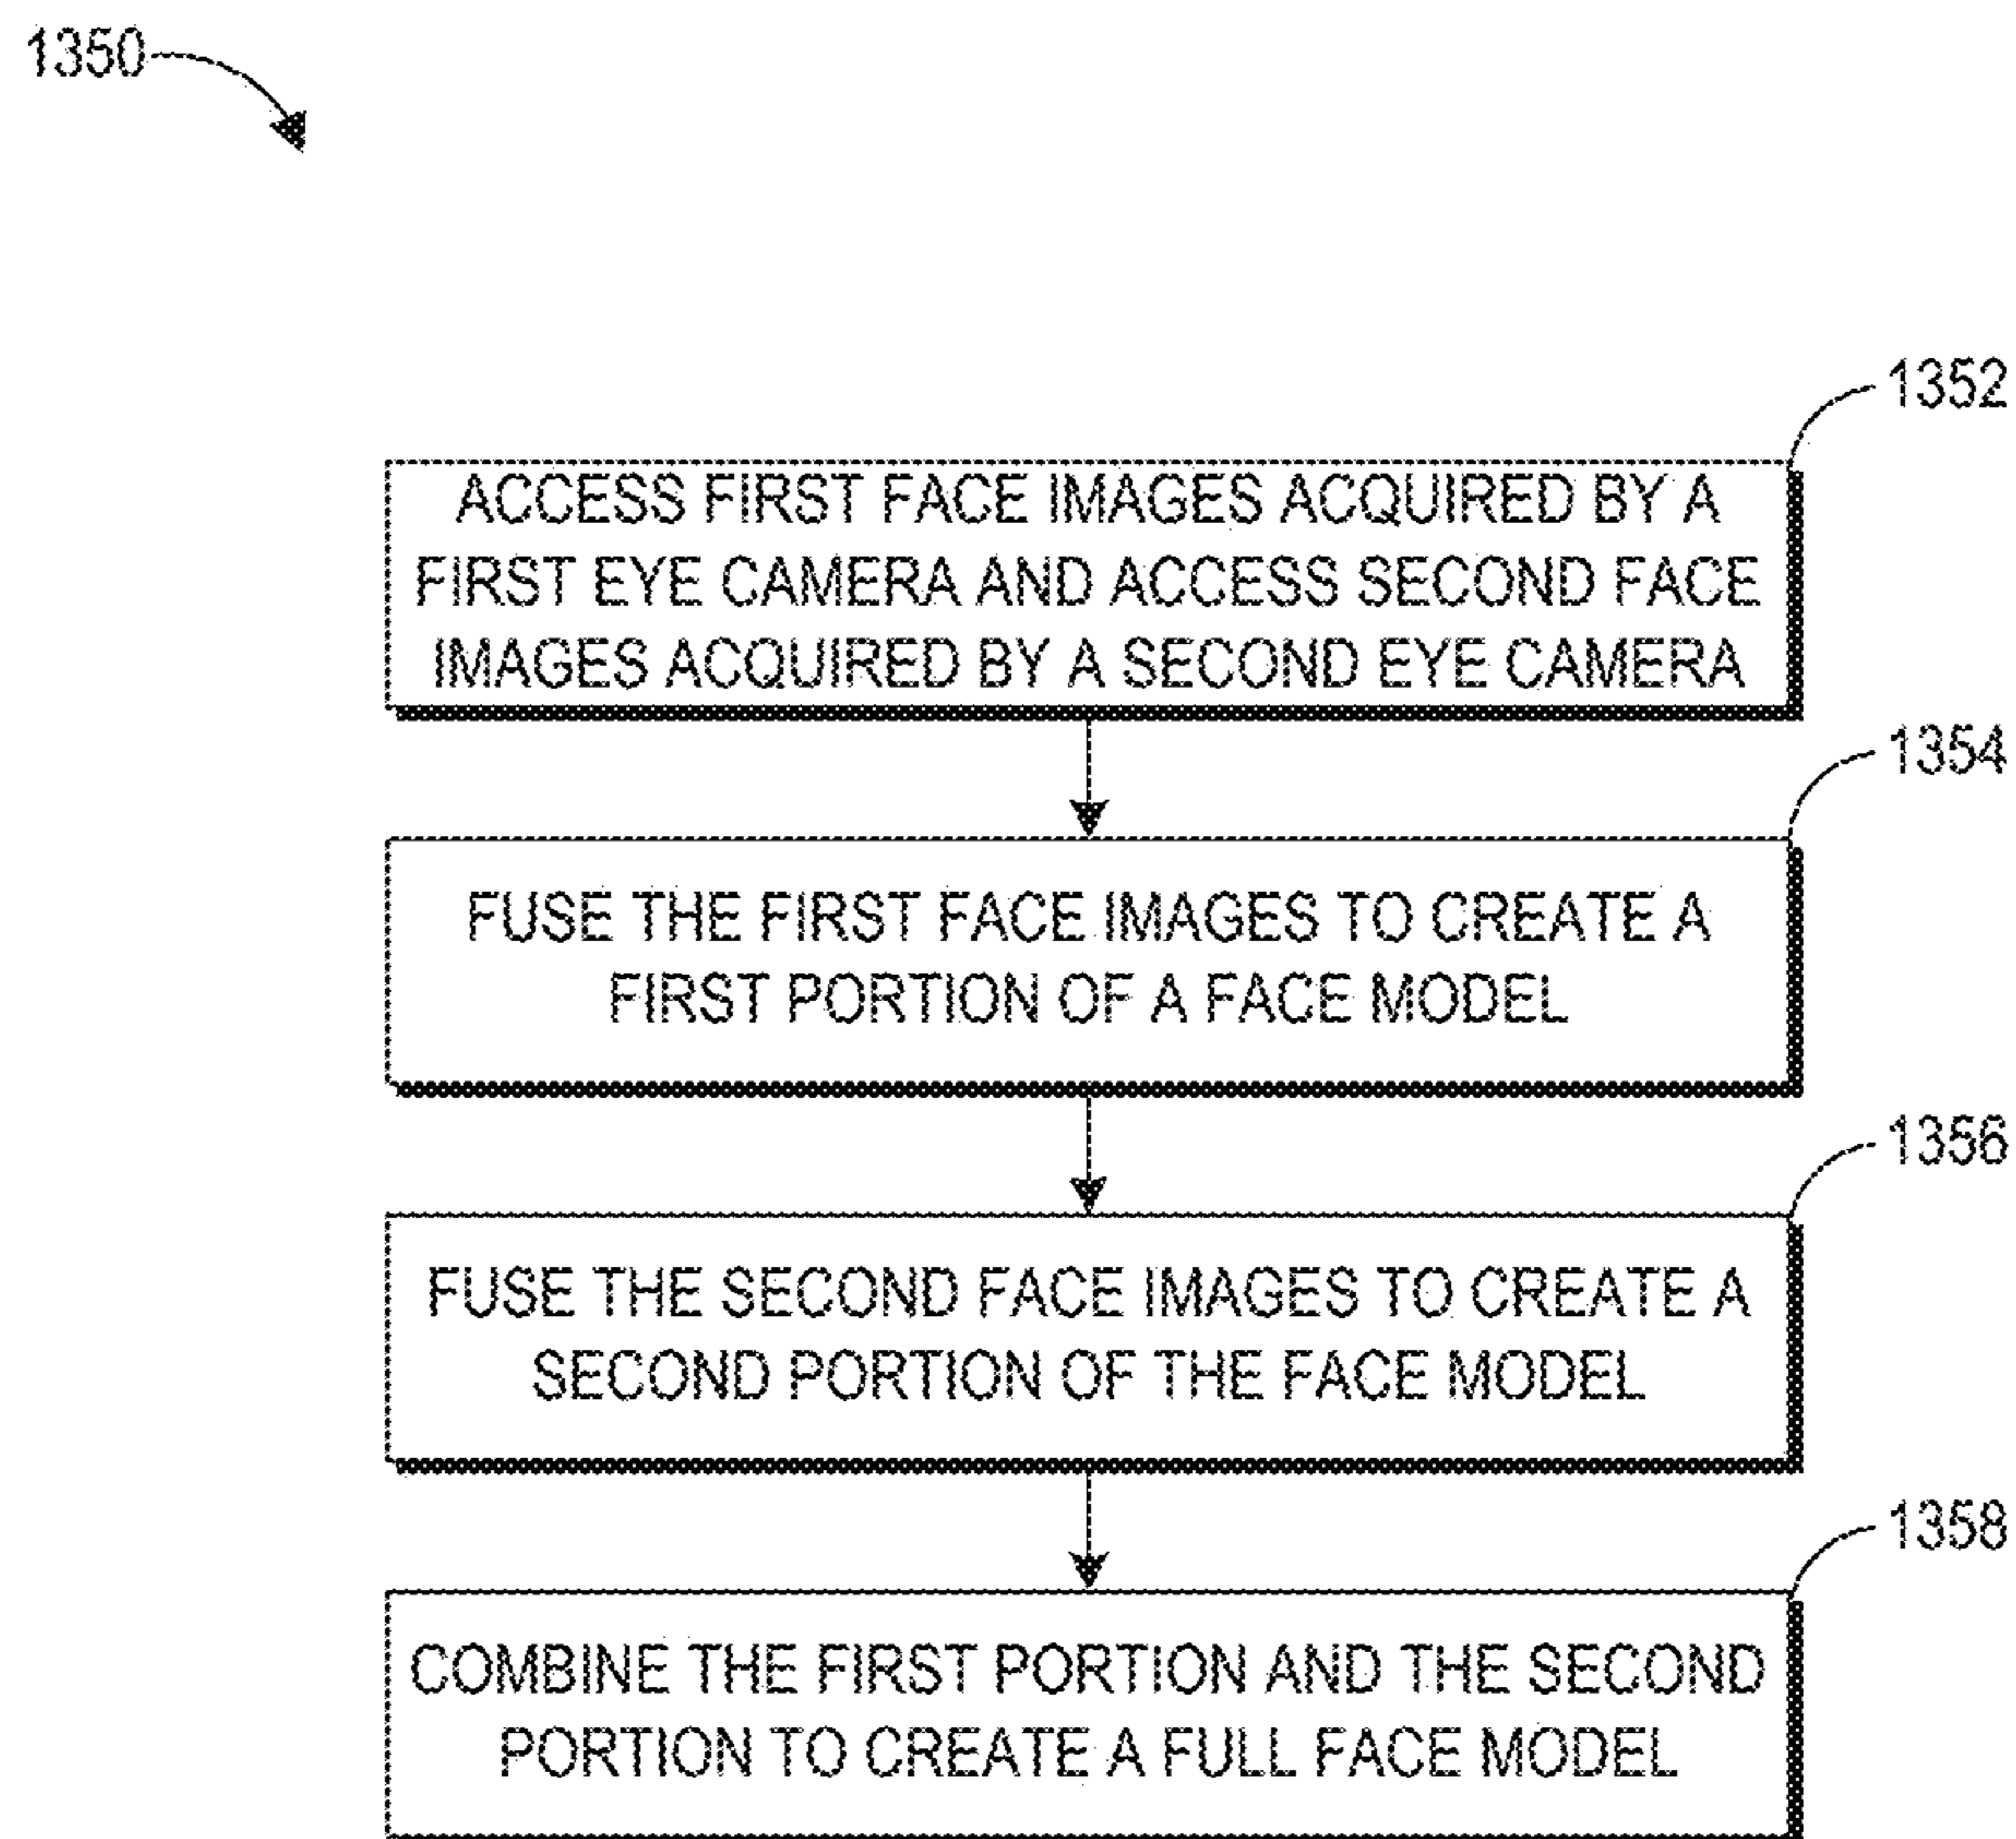 1350
1352
ACCESS FIRST FACE IMAGES ACQUIRED BY A
FIRST EYE CAMERA AND ACCESS SECOND FACE
IMAGES ACQUIRED BY A SECOND EYE CAMERA
1354
FUSE THE FIRST FACE IMAGES TO CREATE A
FIRST PORTION OF A FACE MODEL
1356
FUSE THE SECOND FACE IMAGES TO CREATE A
SECOND PORTION OF THE FACE MODEL
1358
COMBINE THE FIRST PORTION AND THE SECOND
PORTION TO CREATE A FULL FACE MODEL